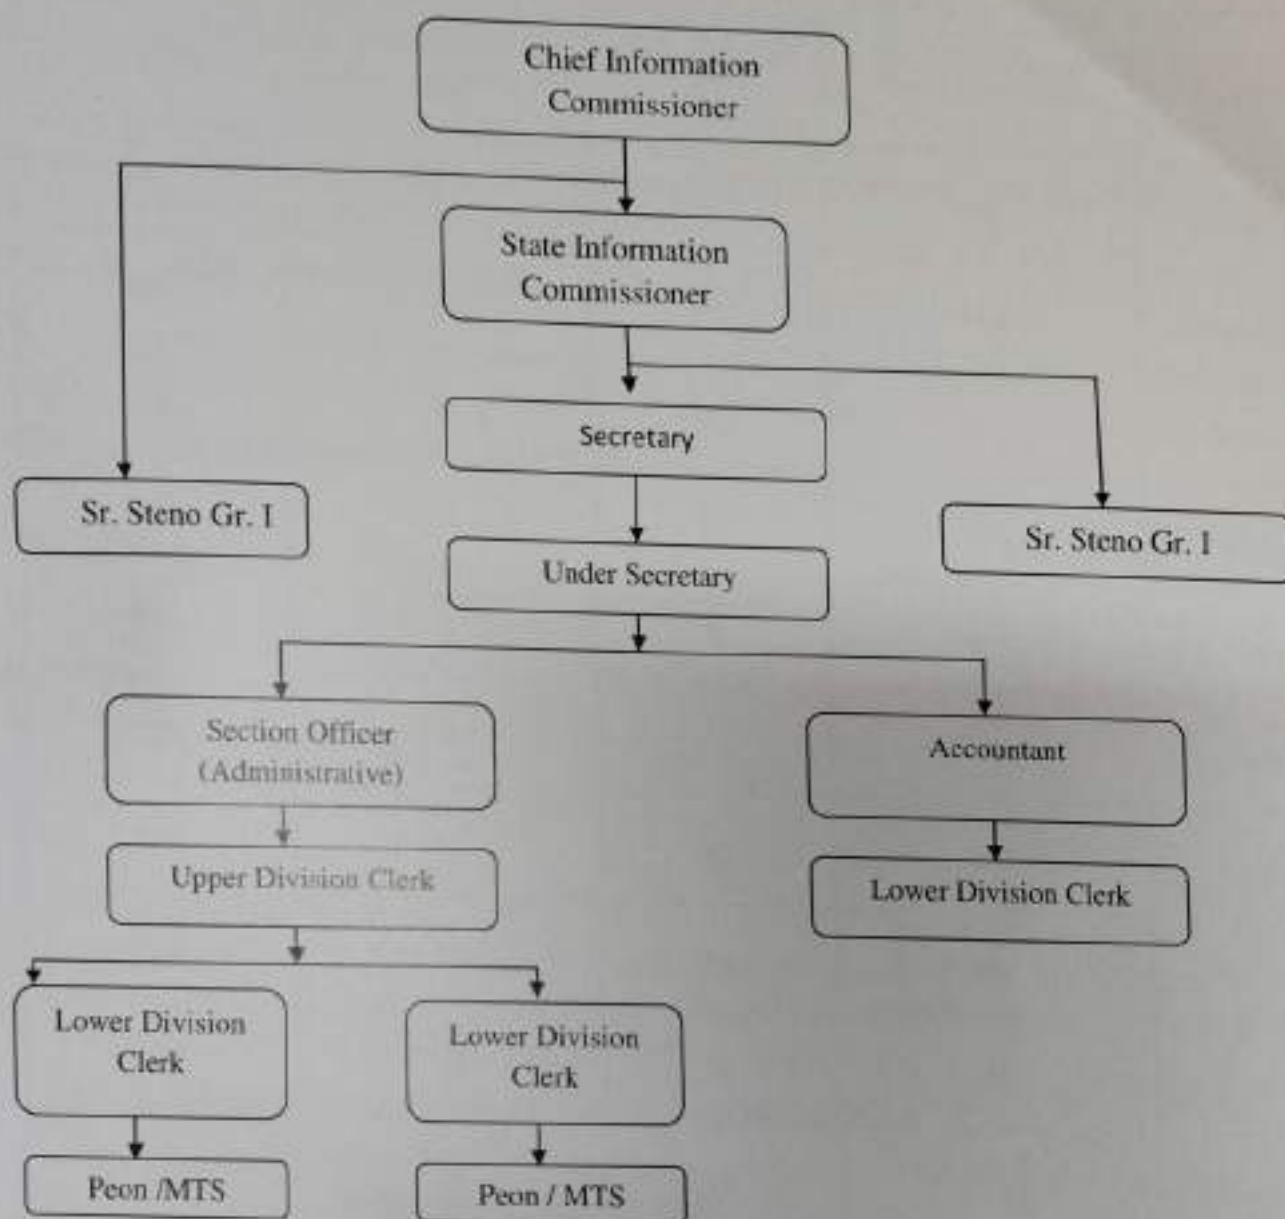 Chief Information
Commissioner
State Information
Commissioner
Secretary
Sr. Steno Gr. I
Sr. Steno Gr. I
Under Secretary
Section Officer
(Administrative)
Accountant
Upper Division Clerk
Lower Division Clerk
Lower Division
Clerk
Lower Division
Clerk
Peon /MTS
Peon / MTS